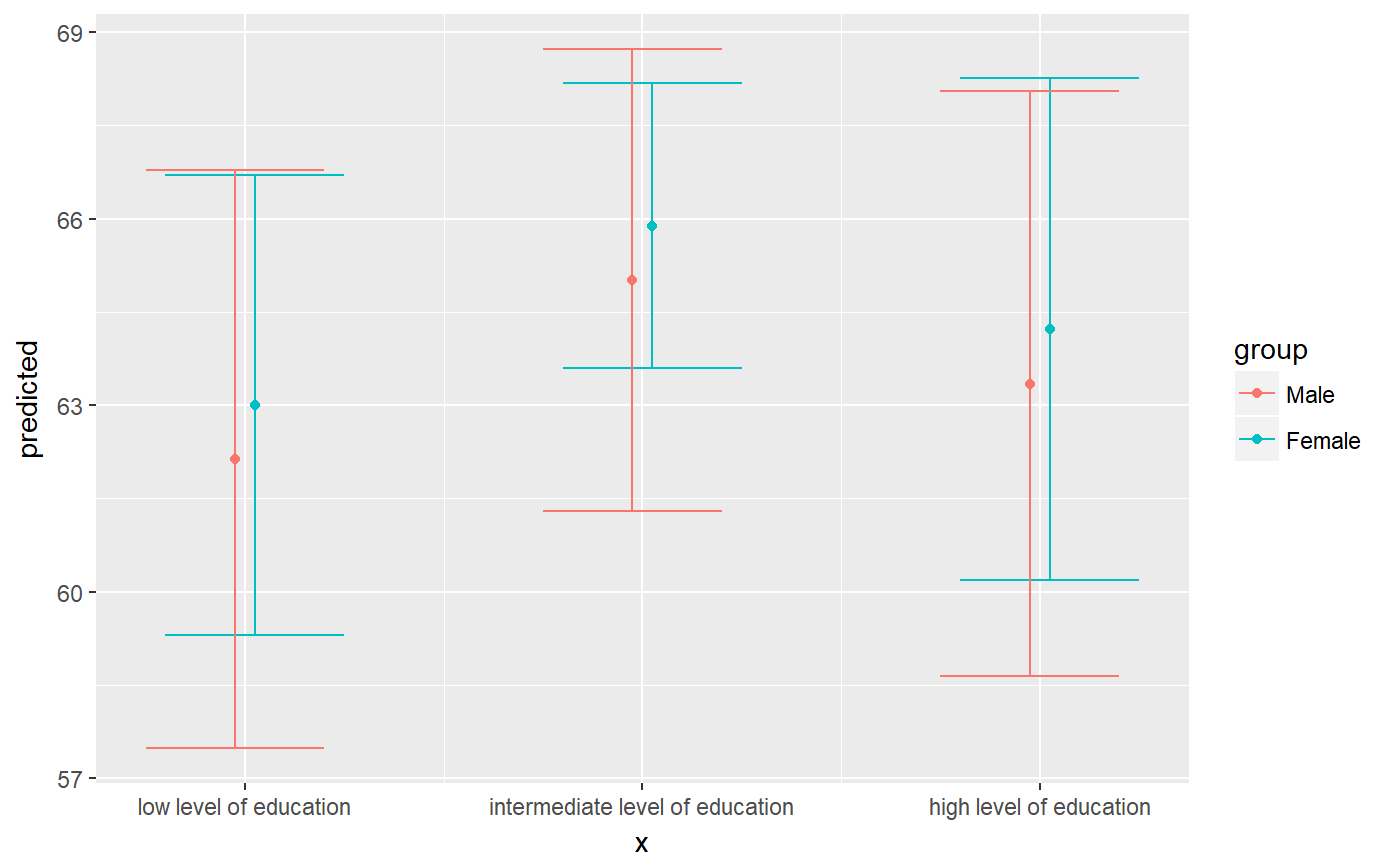 69
66
63
60
57
predicted
low level of education
intermediate level of education
high level of education
x
group
Male
Female